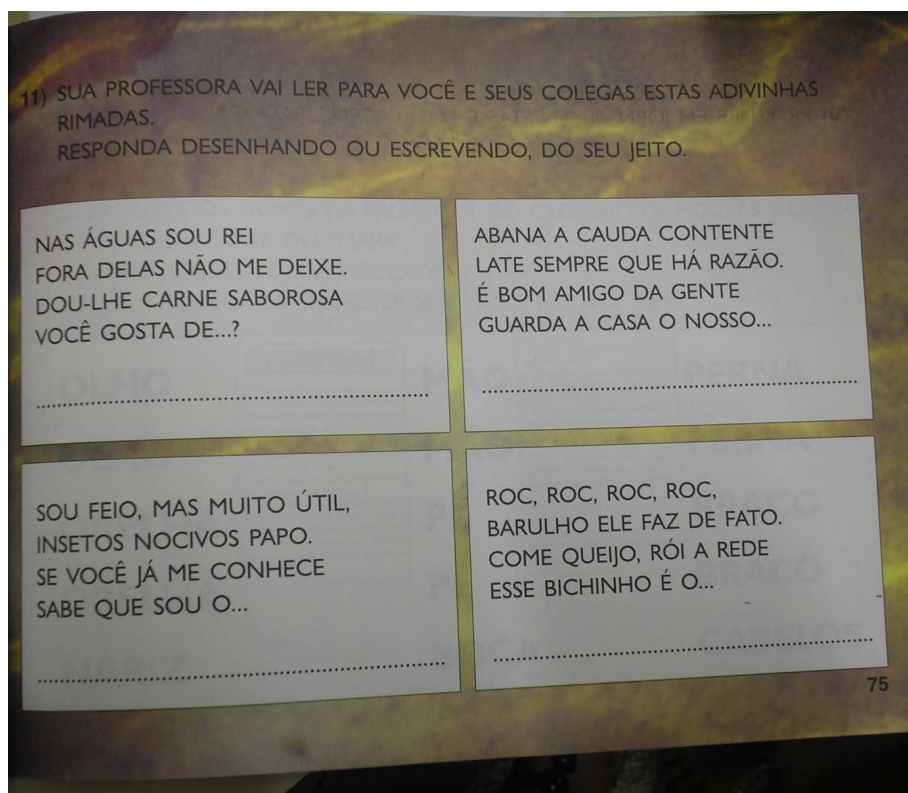 11) SUA PROFESSORA VAI LER PARA VOCÊ E SEUS COLEGAS ESTAS ADIVINHAS
RIMADAS.
RESPONDA DESENHANDO OU ESCREVENDO, DO SEU JEITO.
NAS ÁGUAS SOU REI
FORA DELAS NÃO ME DEIXE.
DOU-LHE CARNE SABOROSA
VOCÊ GOSTA DE...?
ABANA A CAUDA CONTENTE
LATE SEMPRE QUE HÁ RAZÃO.
É BOM AMIGO DA GENTE
GUARDA A CASA O NOSSO...
SOU FEIO, MAS MUITO ÚTIL,
INSETOS NOCIVOS PAPO.
SE VOCÊ JÁ ME CONHECE
SABE QUE SOU O...
ROC, ROC, ROC, ROC,
BARULHO ELE FAZ DE FATO.
COME QUEIJO, RÓI A REDE
ESSE BICHINHO É O...
75